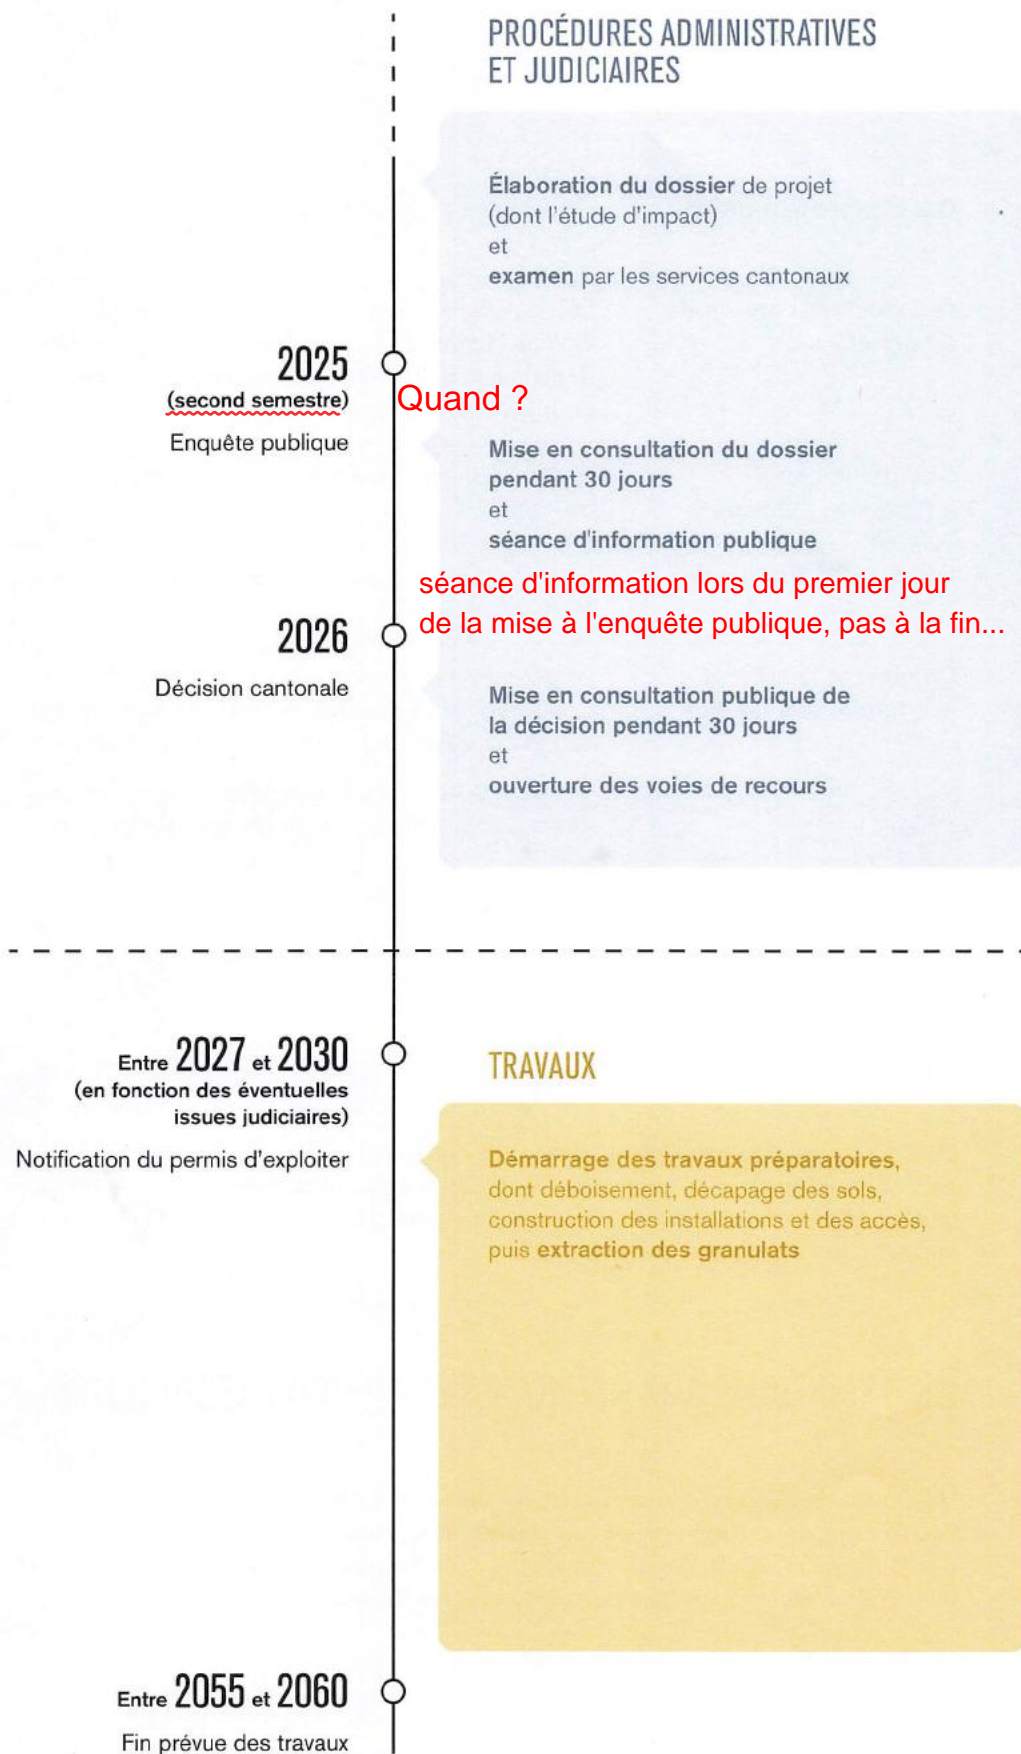 PROCÉDURES ADMINISTRATIVES
ET JUDICIAIRES
Élaboration du dossier de projet
(dont l'étude d'impact)
et
examen par les services cantonaux
2025
(second semestre)
Quand ?
Enquête publique
Mise en consultation du dossier
pendant 30 jours
et
séance d'information publique
séance d'information lors du premier jour
de la mise à l'enquête publique, pas à la fin...
2026
Décision cantonale
Mise en consultation publique de
la décision pendant 30 jours
et
ouverture des voies de recours
Entre 2027 et 2030
(en fonction des éventuelles
issues judiciaires)
Notification du permis d'exploiter
TRAVAUX
Démarrage des travaux préparatoires,
dont déboisement, décapage des sols,
construction des installations et des accès,
puis extraction des granulats
Entre 2055 et 2060
Fin prévue des travaux